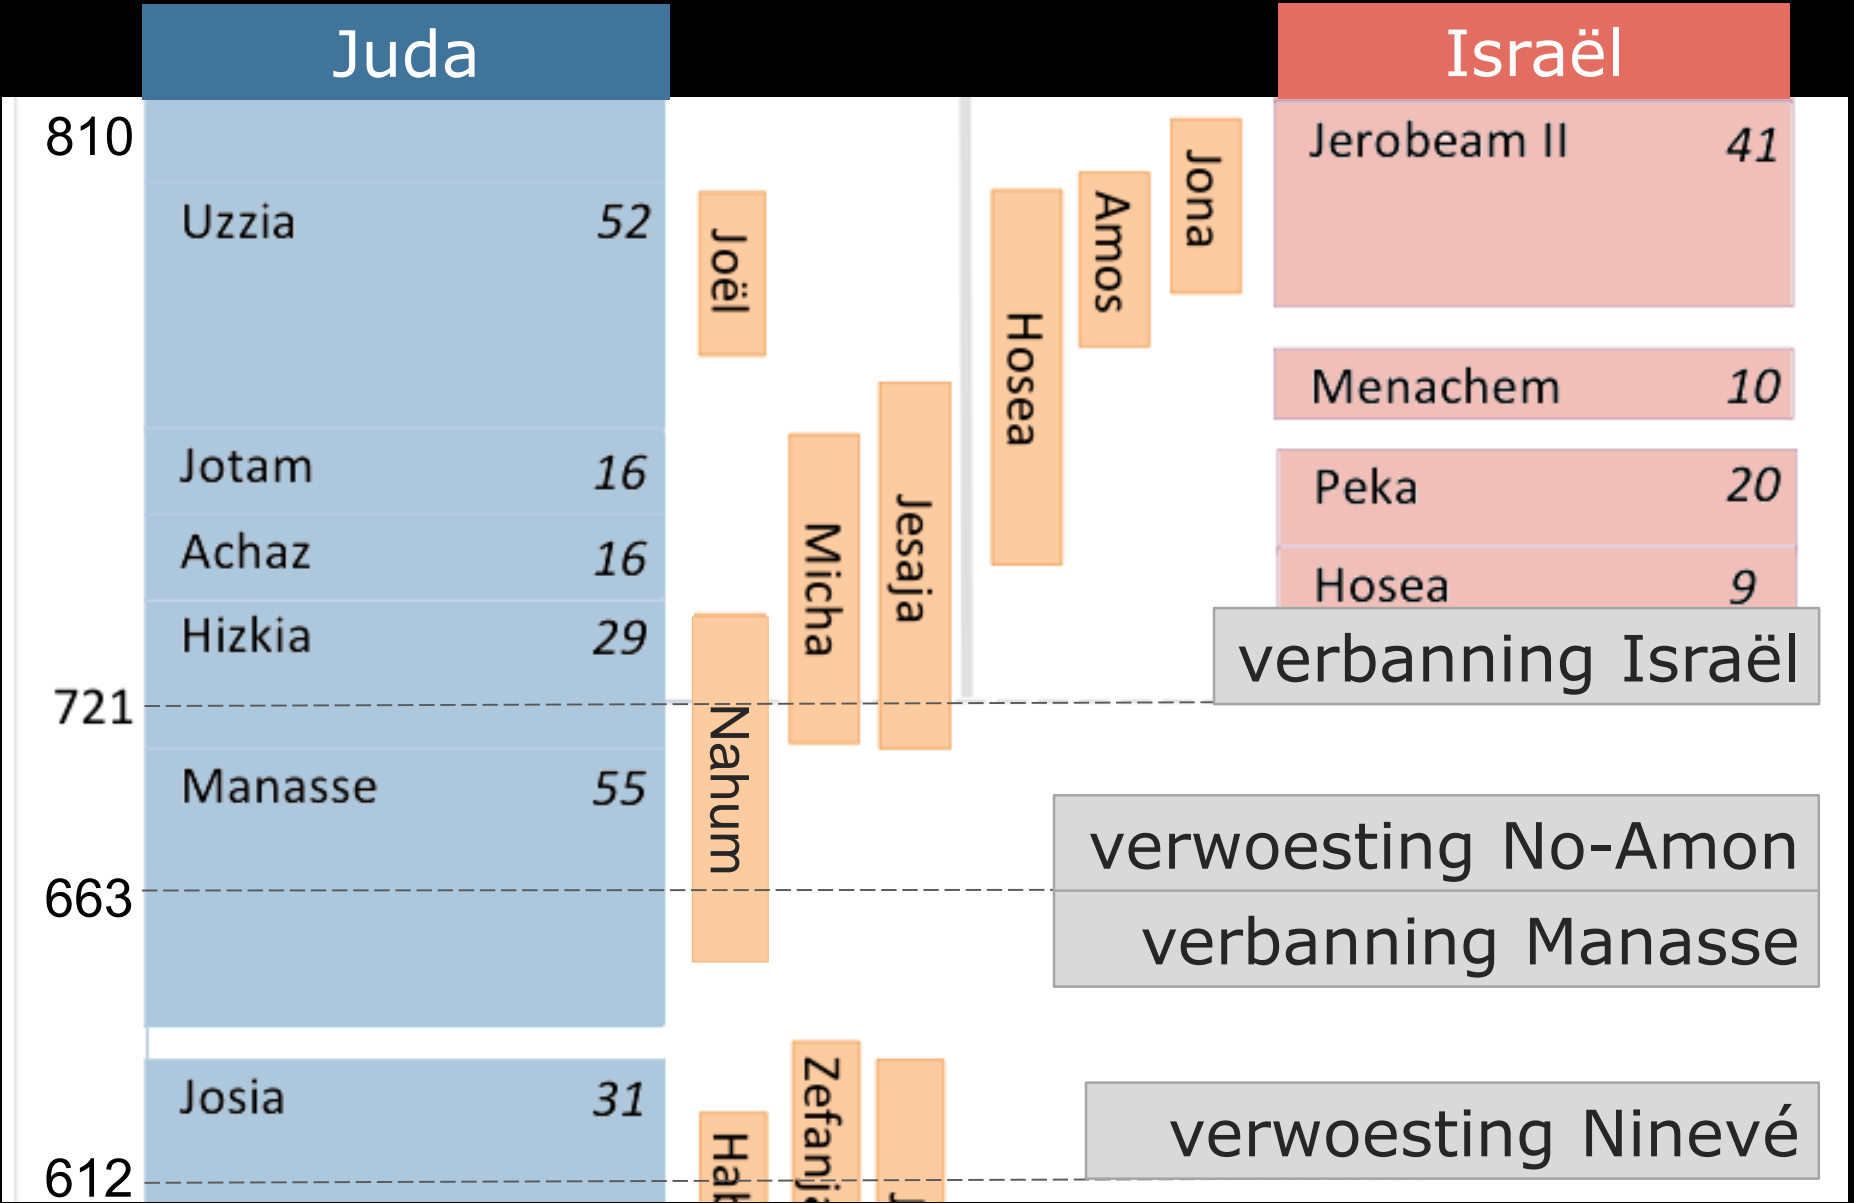 Juda
Israël
810
Jerobeam II 41
Uzzia 52
Joël
Hosea
Amos
Jona
Menachem 10
Jotam 16
Micha
Jesaja
Peka 20
Achaz 16
Hosea 9
Hizkia 29
verbanning Israël
721
Nahum
Manasse 55
verwoesting No-Amon
663
verbanning Manasse
Josia 31
Zefanja
verwoesting Ninevé
612